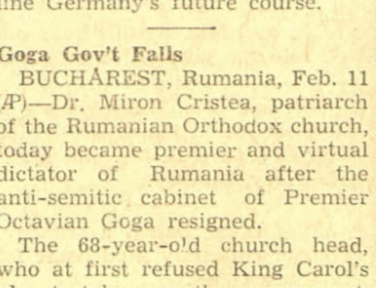 line Germany's future course.
Goga Gov't Falls
BUCHAREST, Rumania, Feb. 11
(AP)—Dr. Miron Cristea, patriarch
of the Rumanian Orthodox church,
today became premier and virtual
dictator of Rumania after the
anti-semitic cabinet of Premier
Octavian Goga resigned.
The 68-year-old church head,
who at first refused King Carol's